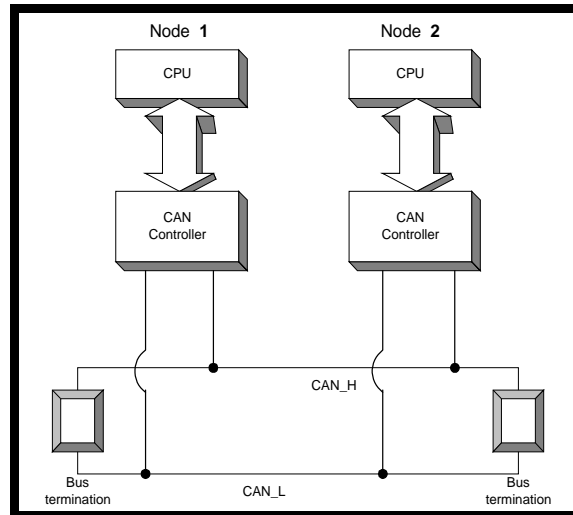 Node 1
Node 2
CPU
CPU
CAN
Controller
CAN
Controller
CAN_H
CAN_L
Bus
termination
Bus
termination